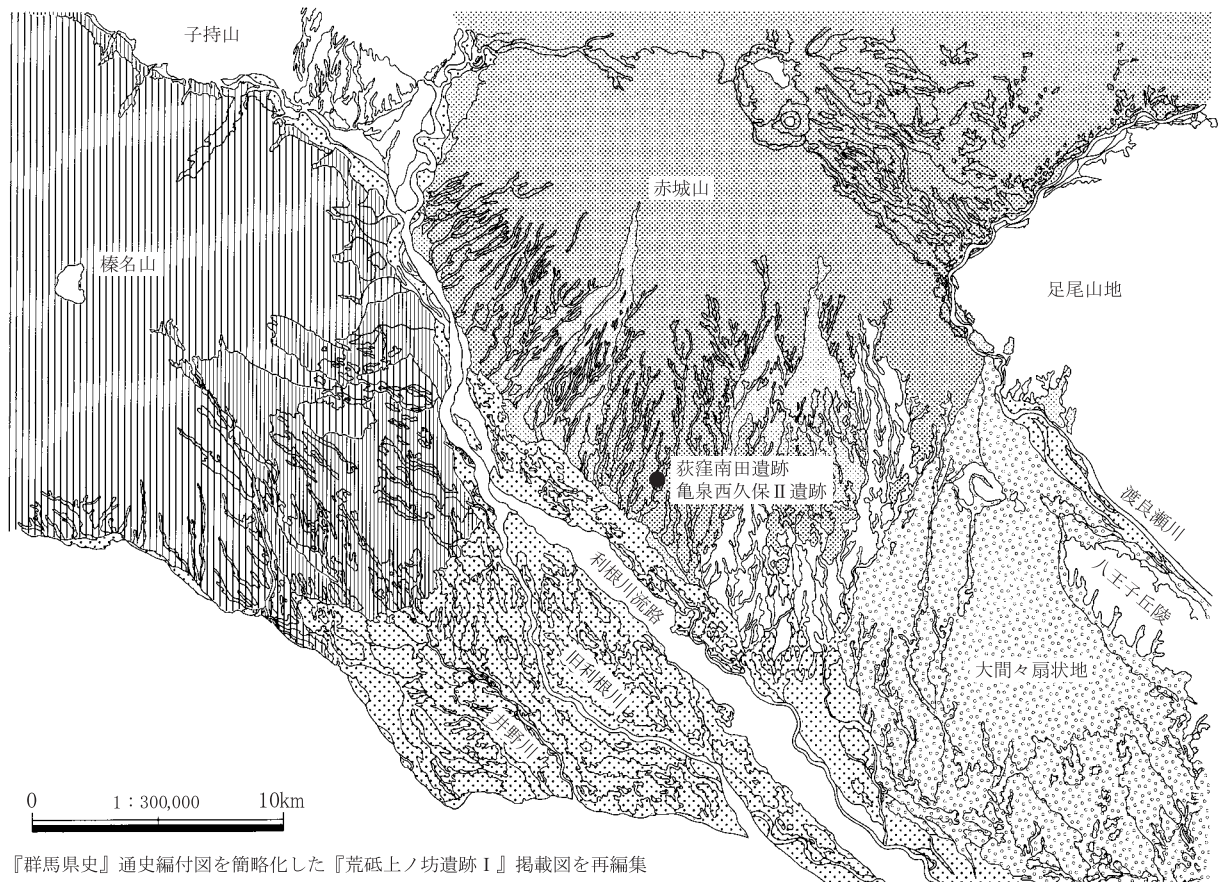 子持山
赤城山
榛名山
足尾山地
荻窪南田遺跡
亀泉西久保Ⅱ遺跡
渡良瀬川
八王子丘陵
利根川流路
旧利根川
井野川
大間々扇状地
0 1:300,000 10km
『群馬県史』通史編付図を簡略化した『荒砥上ノ坊遺跡Ⅰ』掲載図を再編集